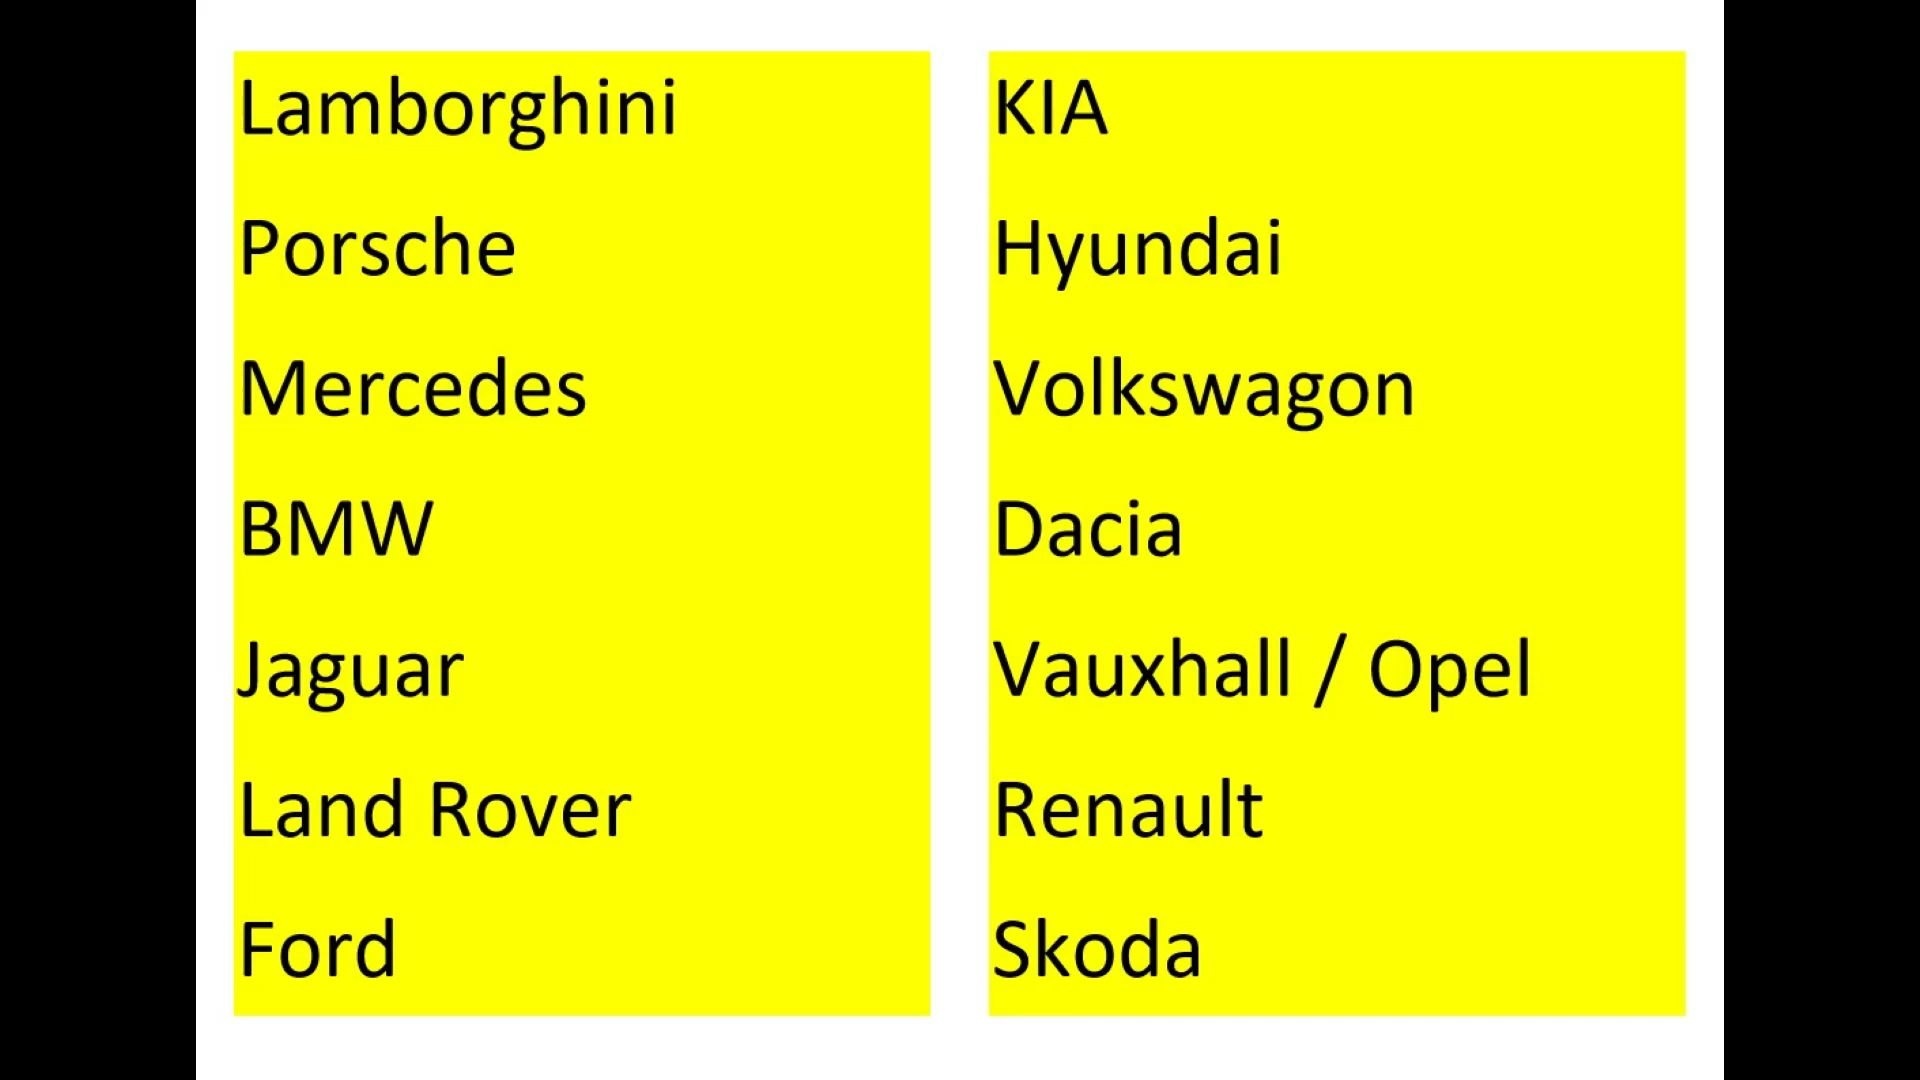 Lamborghini
Porsche
Mercedes
BMW
Jaguar
Land Rover
Ford
KIA
Hyundai
Volkswagon
Dacia
Vauxhall / Opel
Renault
Skoda